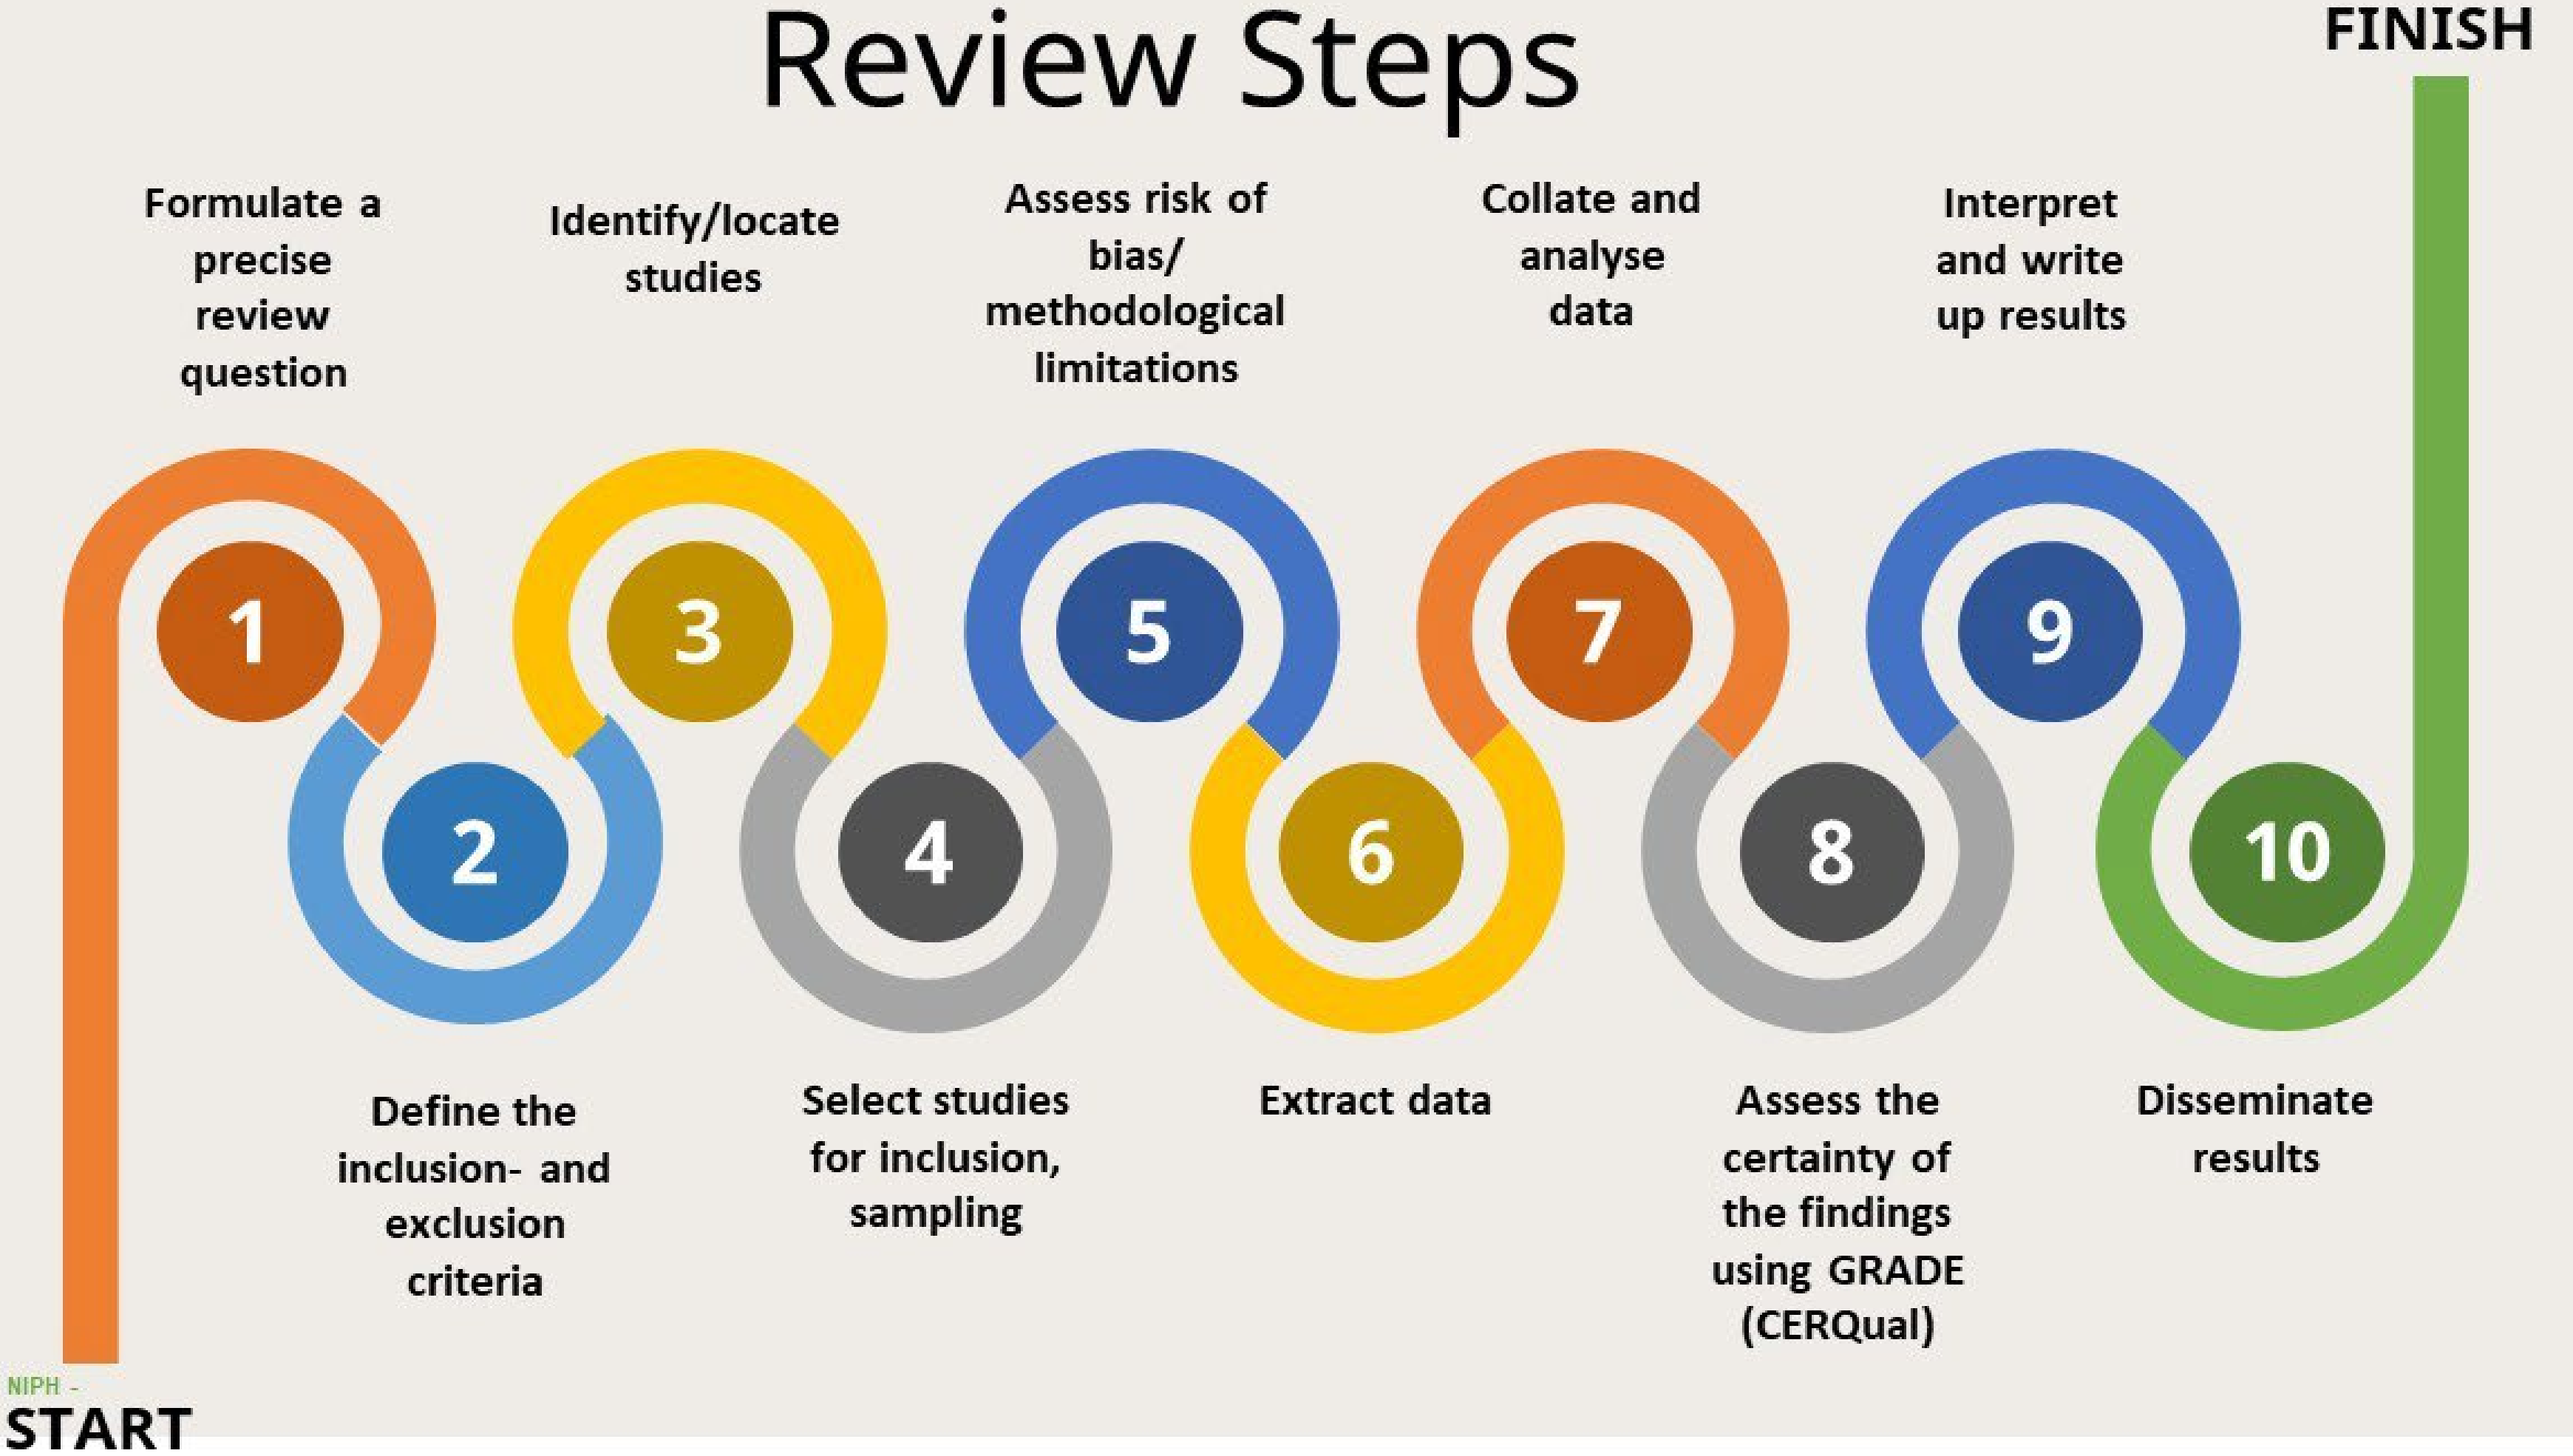 Review Steps
FINISH
Formulate a
precise
review
question
Identify/locate
studies
Assess risk of
bias/
methodological
limitations
Collate and
analyse
data
Interpret
and write
up results
1
3
5
7
9
2
4
6
8
10
Define the
inclusion- and
exclusion
criteria
Select studies
for inclusion,
sampling
Extract data
Assess the
certainty of
the findings
using GRADE
(CERQual)
Disseminate
results
NIPH -
START